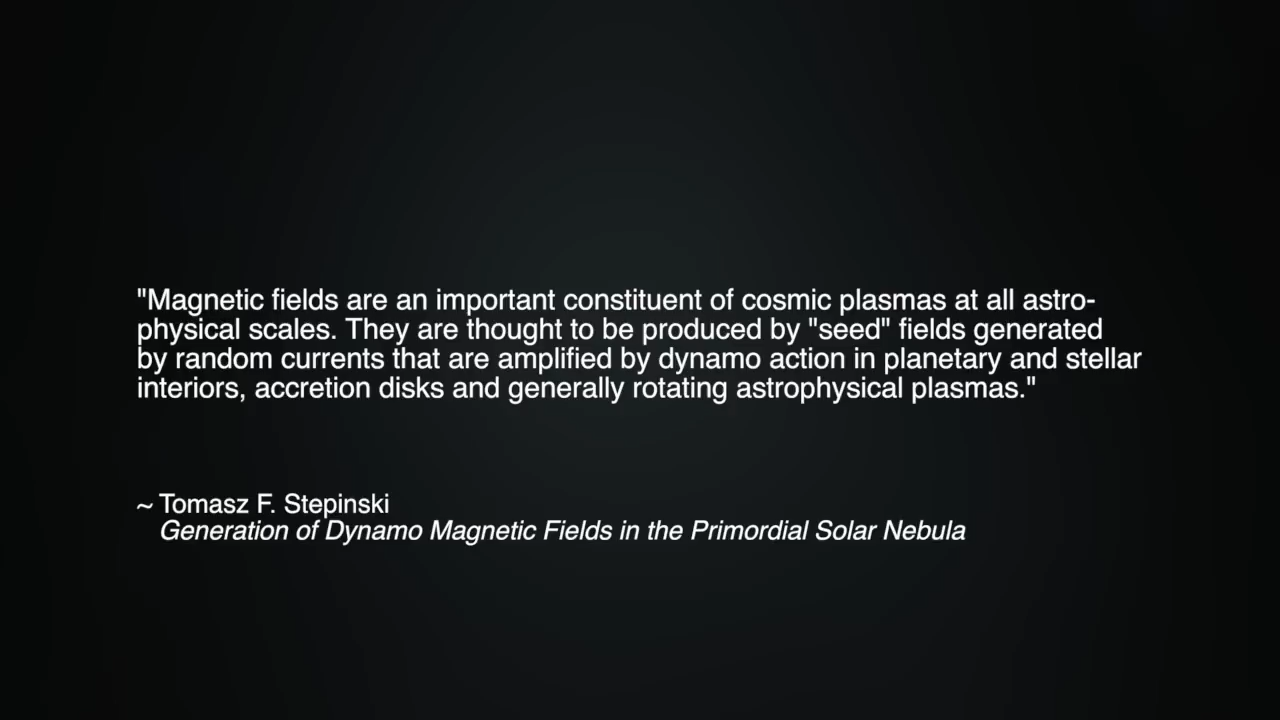 "Magnetic fields are an important constituent of cosmic plasmas at all astro-
physical scales. They are thought to be produced by "seed" fields generated
by random currents that are amplified by dynamo action in planetary and stellar
interiors, accretion disks and generally rotating astrophysical plasmas."
~ Tomasz F. Stepinski
Generation of Dynamo Magnetic Fields in the Primordial Solar Nebula